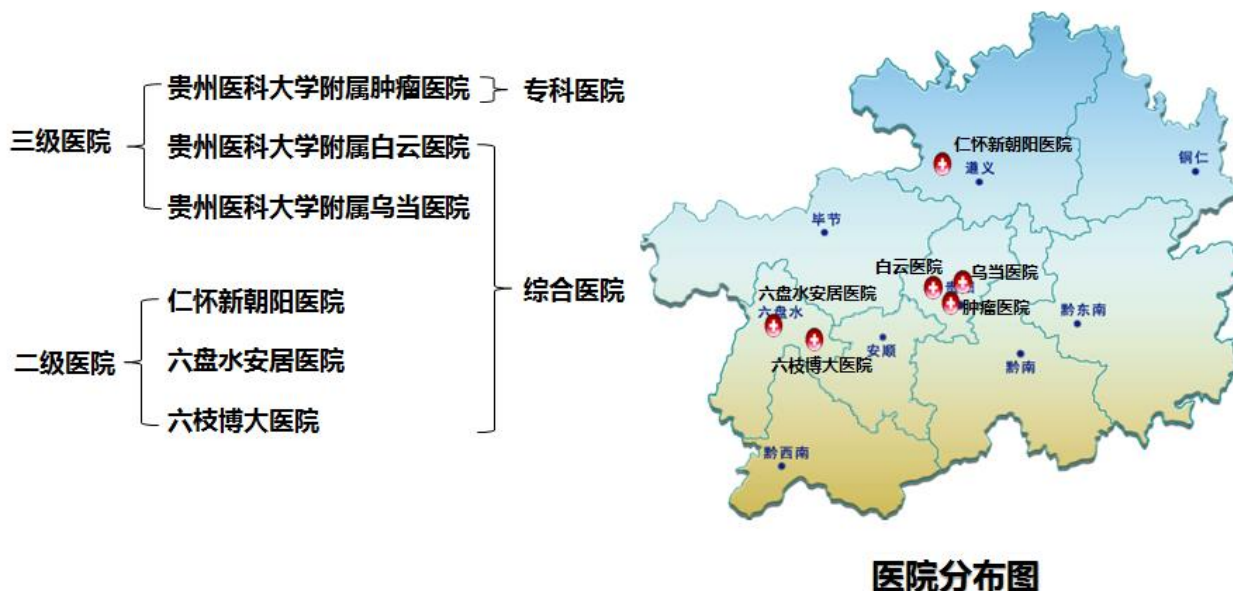 贵州医科大学附属肿瘤医院
专科医院
三级医院
贵州医科大学附属白云医院
贵州医科大学附属乌当医院
综合医院
仁怀新朝阳医院
二级医院
六盘水安居医院
六枝博大医院
仁怀新朝阳医院
遵义
铜仁
毕节
白云医院
乌当医院
六盘水安居医院
六盘水
肿瘤医院
黔东南
六枝博大医院
安顺
黔南
黔西南
医院分布图